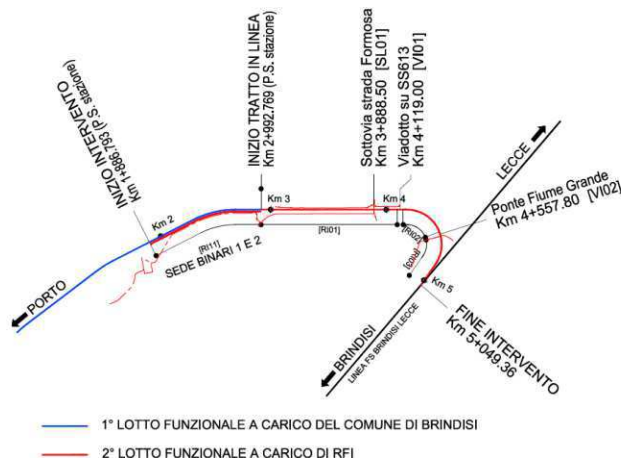 INIZIO INTERVENTO
Km 1+886.793 (P.S. stazione)
INIZIO TRATTO IN LINEA
Km 2+992.769 (P.S. stazione)
Sottovia strada Formosa
Km 3+888.50 [SL01]
Viadotto su SS613
Km 4+119.00 [VI01]
LECCE
Ponte Fiume Grande
Km 4+557.80 [VI02]
Km 2
Km 3
Km 4
[RI11]
SEDE BINARI 1 E 2
[RI01]
[RI02]
[RI03]
Km 5
PORTO
BRINDISI
LINEA FS BRINDISI LECCE
FINE INTERVENTO
Km 5+049.36
1° LOTTO FUNZIONALE A CARICO DEL COMUNE DI BRINDISI
2° LOTTO FUNZIONALE A CARICO DI RFI